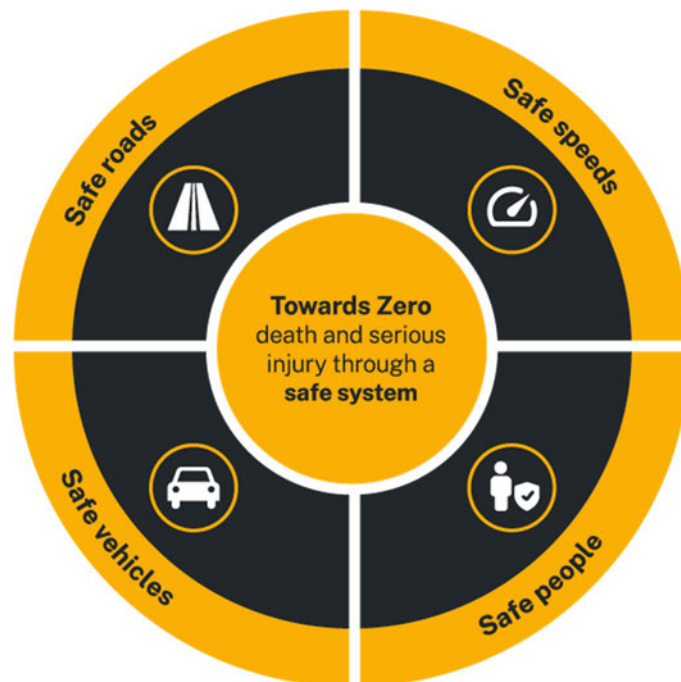 Safe roads
Safe speeds
Towards Zero
death and serious
injury through a
safe system
Safe vehicles
Safe people